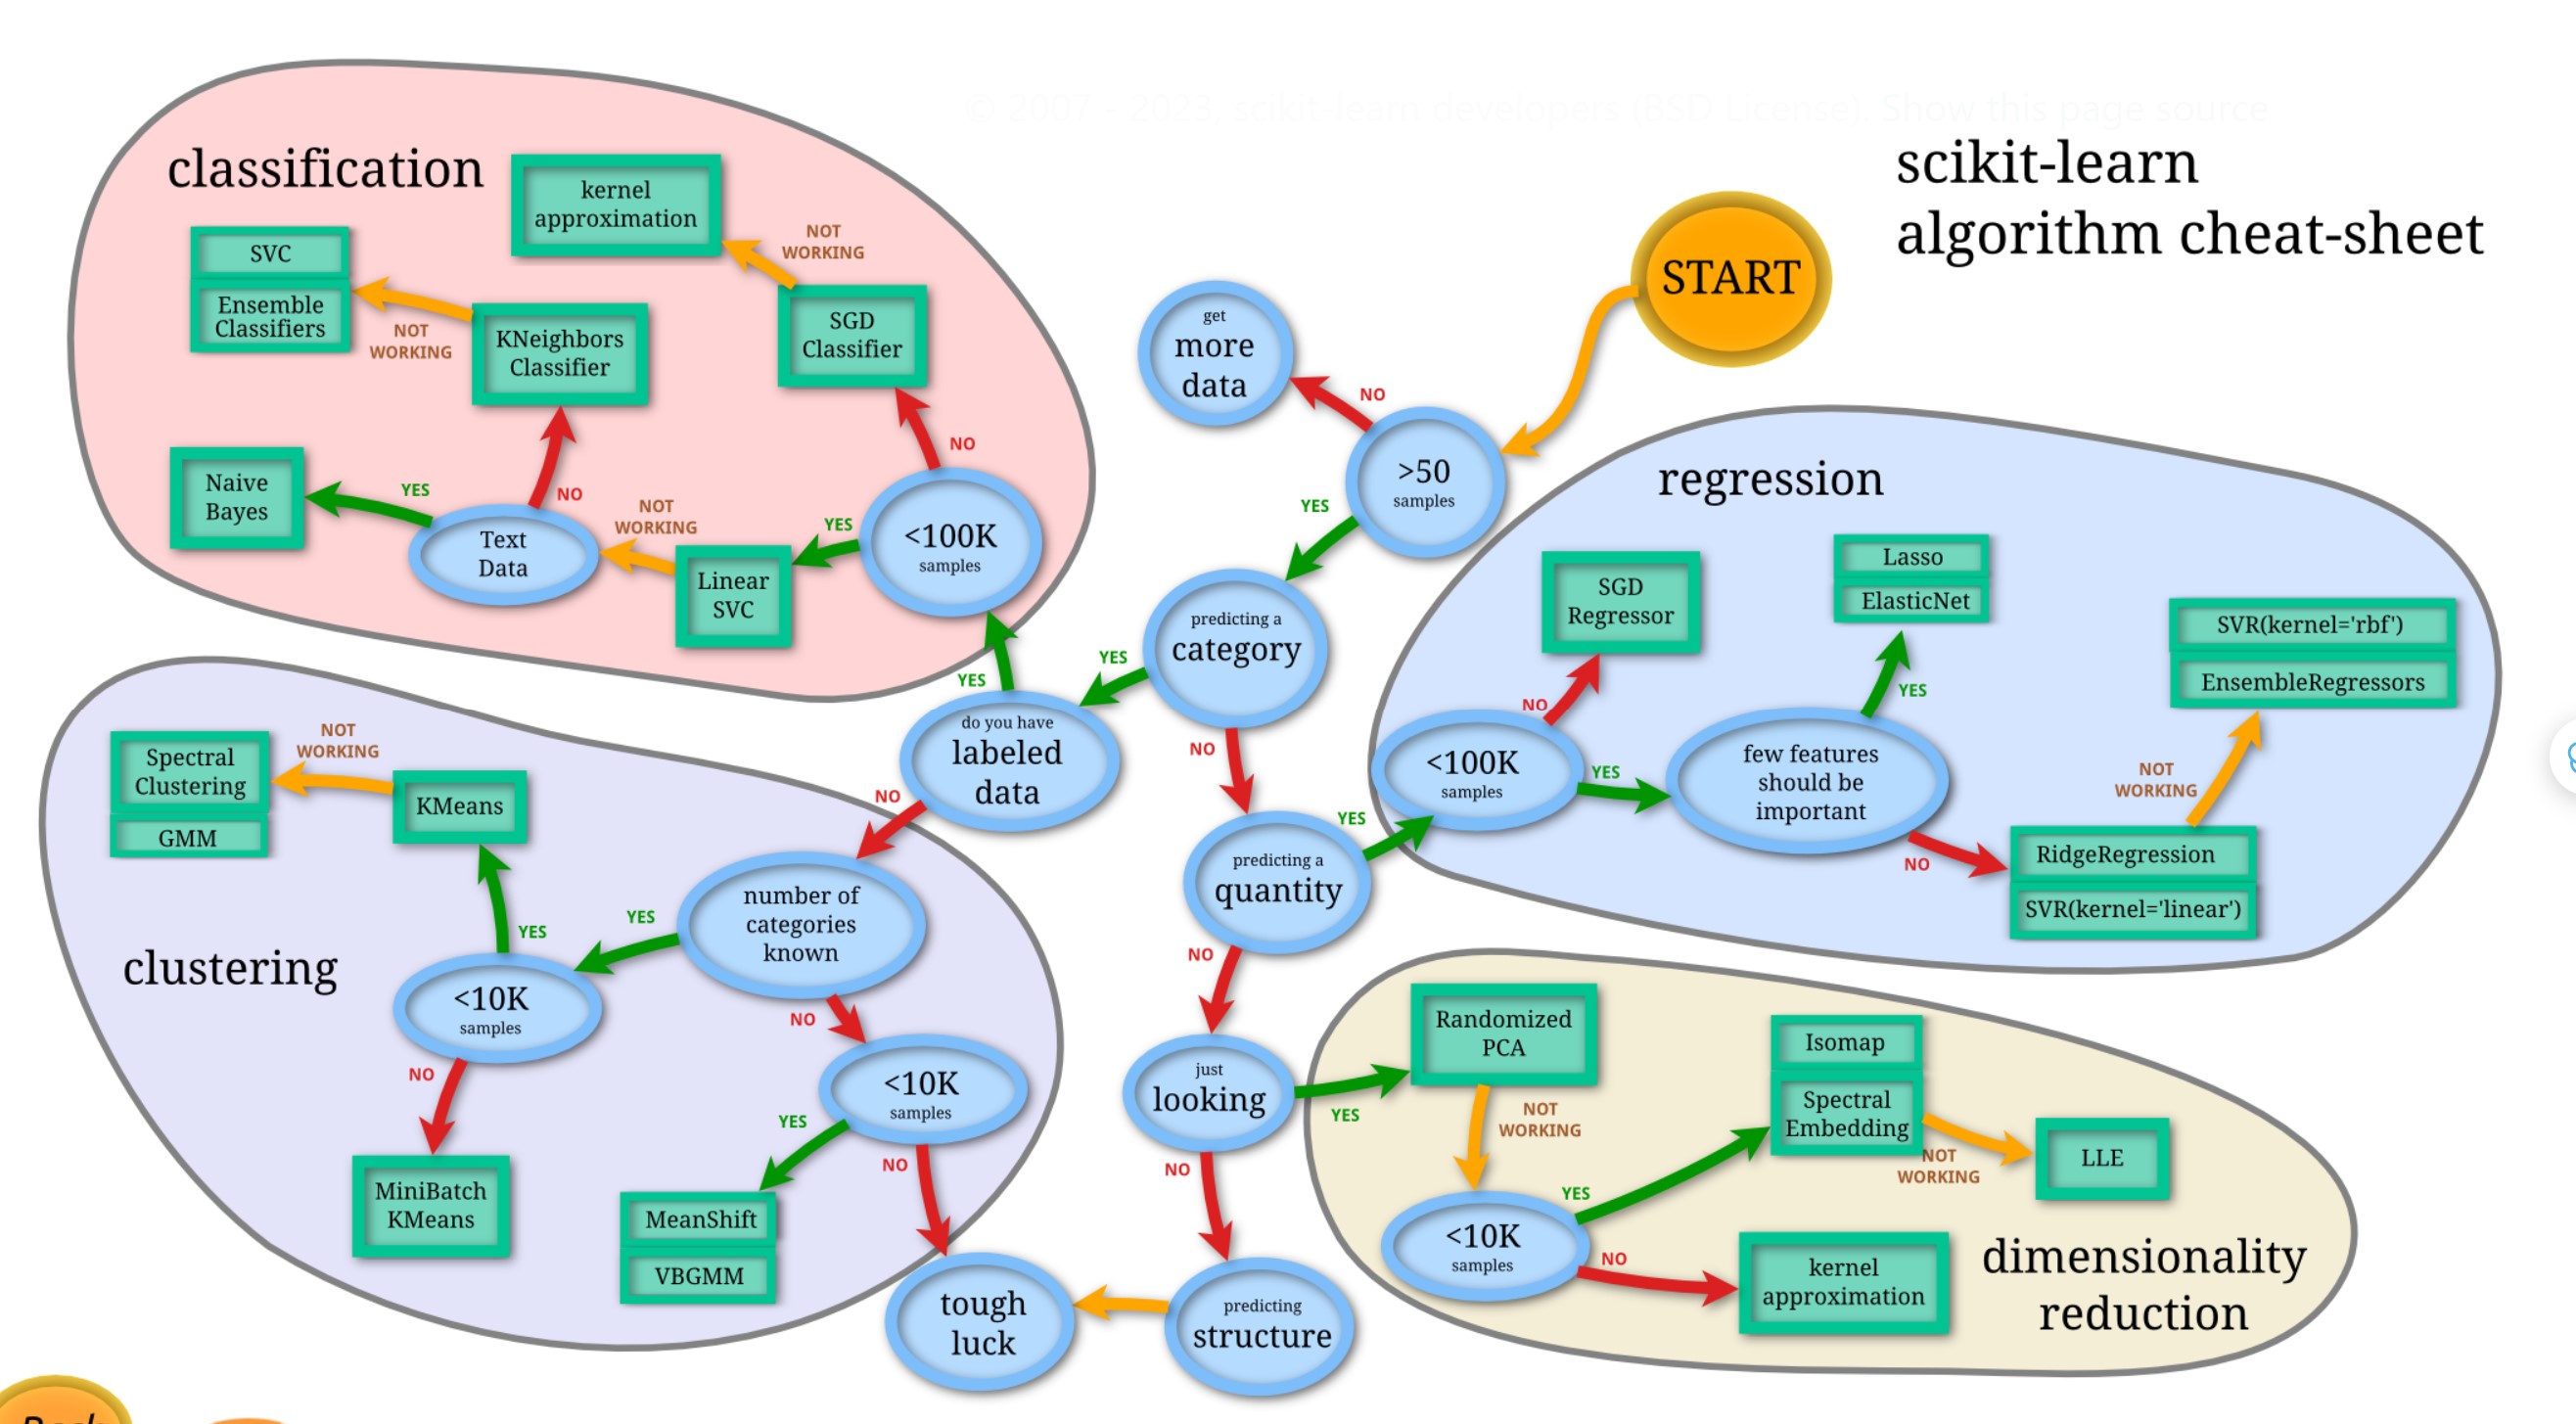 © 2007 - 2023, scikit-learn developers (BSD License). Show this page source
scikit-learn
algorithm cheat-sheet
START
get
more
data
NO
>50
samples
YES
predicting a
category
YES
NO
do you have
labeled
data
YES
NO
predicting a
quantity
YES
NO
just
looking
YES
NO
predicting
structure
tough
luck
classification
kernel
approximation
NOT
WORKING
SVC
Ensemble
Classifiers
NOT
WORKING
KNeighbors
Classifier
SGD
Classifier
NO
Naive
Bayes
YES
NO
Text
Data
NOT
WORKING
Linear
SVC
YES
<100K
samples
clustering
Spectral
Clustering
GMM
NOT
WORKING
KMeans
YES
<10K
samples
NO
MiniBatch
KMeans
YES
number of
categories
known
NO
<10K
samples
YES
NO
MeanShift
VBGMM
regression
SGD
Regressor
NO
<100K
samples
YES
few features
should be
important
YES
Lasso
ElasticNet
NO
RidgeRegression
SVR(kernel='linear')
NOT
WORKING
SVR(kernel='rbf')
EnsembleRegressors
dimensionality
reduction
Randomized
PCA
NOT
WORKING
<10K
samples
YES
Isomap
Spectral
Embedding
NOT
WORKING
LLE
NO
kernel
approximation